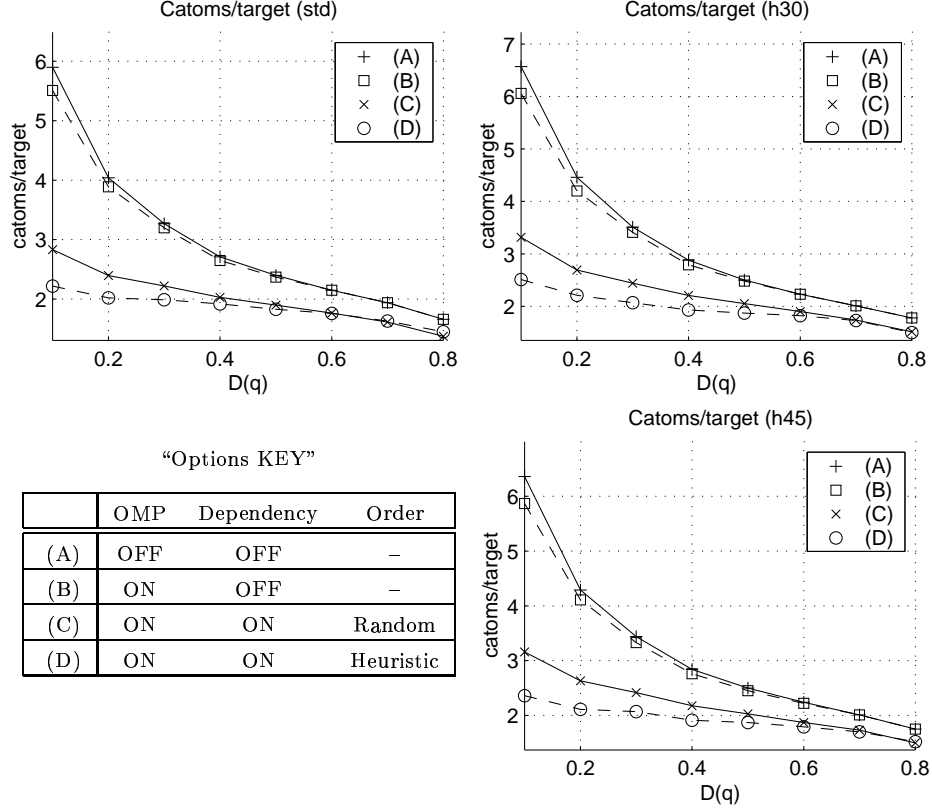 Catoms/target (std)
catoms/target
6
5
4
3
2
(A)
(B)
(C)
(D)
0.2 0.4 0.6 0.8
D(q)
Catoms/target (h30)
catoms/target
7
6
5
4
3
2
(A)
(B)
(C)
(D)
0.2 0.4 0.6 0.8
D(q)
“Options KEY”
OMP Dependency Order
(A) OFF OFF –
(B) ON OFF –
(C) ON ON Random
(D) ON ON Heuristic
Catoms/target (h45)
catoms/target
6
5
4
3
2
(A)
(B)
(C)
(D)
0.2 0.4 0.6 0.8
D(q)